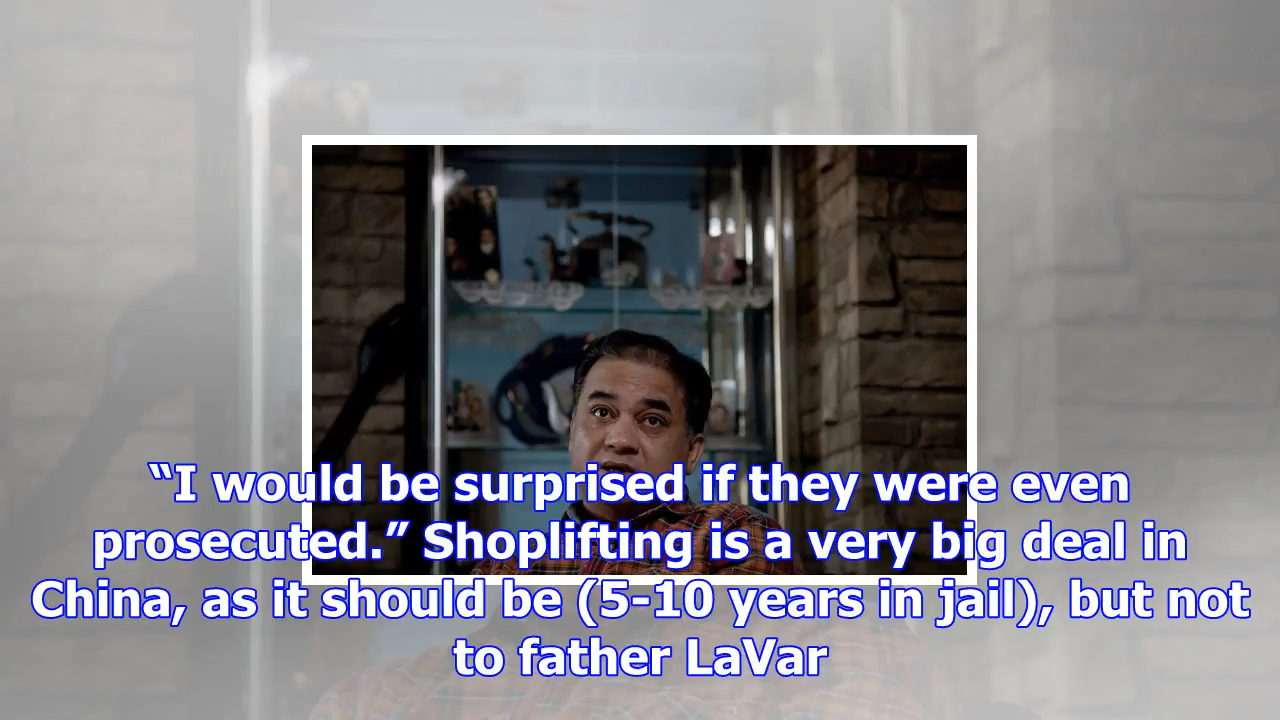 “I would be surprised if they were even
prosecuted.” Shoplifting is a very big deal in
China, as it should be (5-10 years in jail), but not
to father LaVar